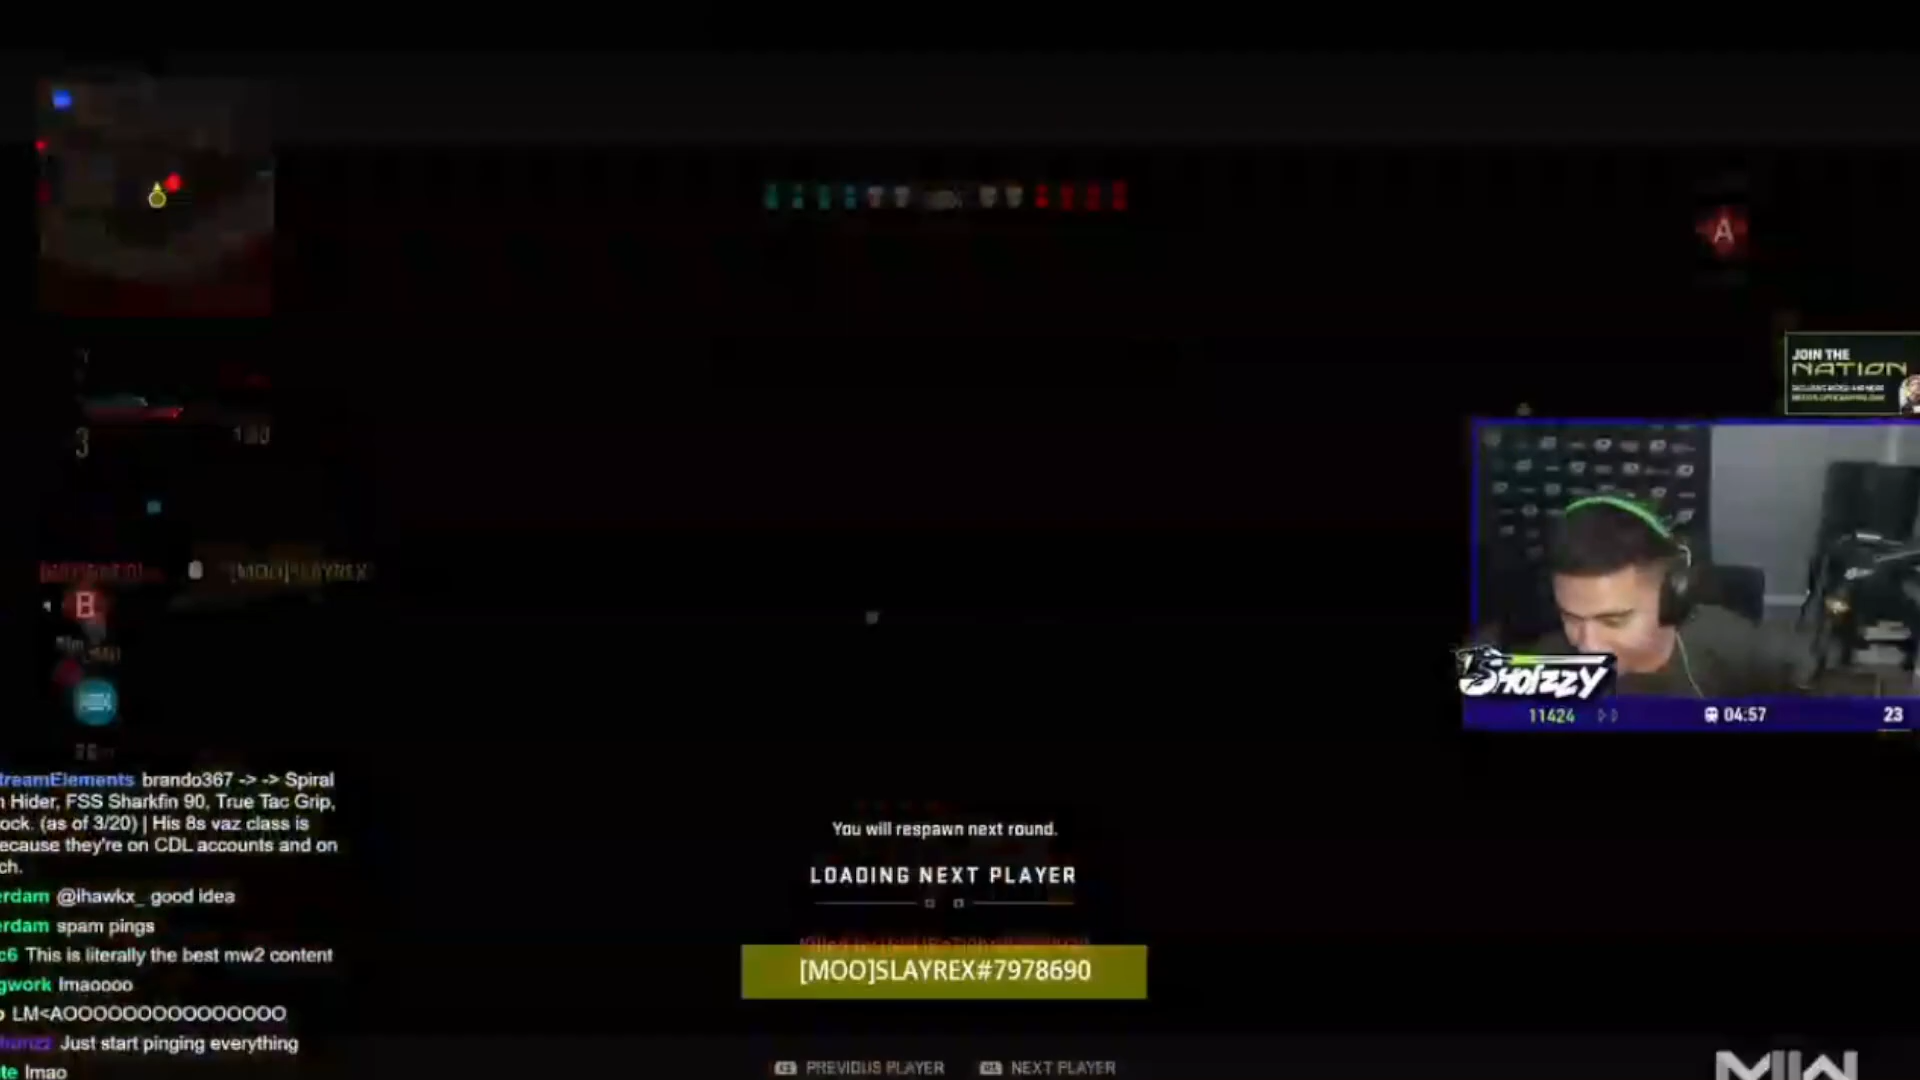 A
JOIN THE
NATION
3
[MOO]SLAYREX
B
SHOTZZY
11424
04:57
23
treamElements brando367 -> -> Spiral
n Hider, FSS Sharkfin 90, True Tac Grip,
ock. (as of 3/20) | His 8s vaz class is
ecause they're on CDL accounts and on
ch.
erdam @ihawkx_ good idea
erdam spam pings
c6 This is literally the best mw2 content
gwork lmaoooo
o LM<AOOOOOOOOOOOOOOO
Just start pinging everything
te lmao
You will respawn next round.
LOADING NEXT PLAYER
[MOO]SLAYREX#7978690
PREVIOUS PLAYER
NEXT PLAYER
MW